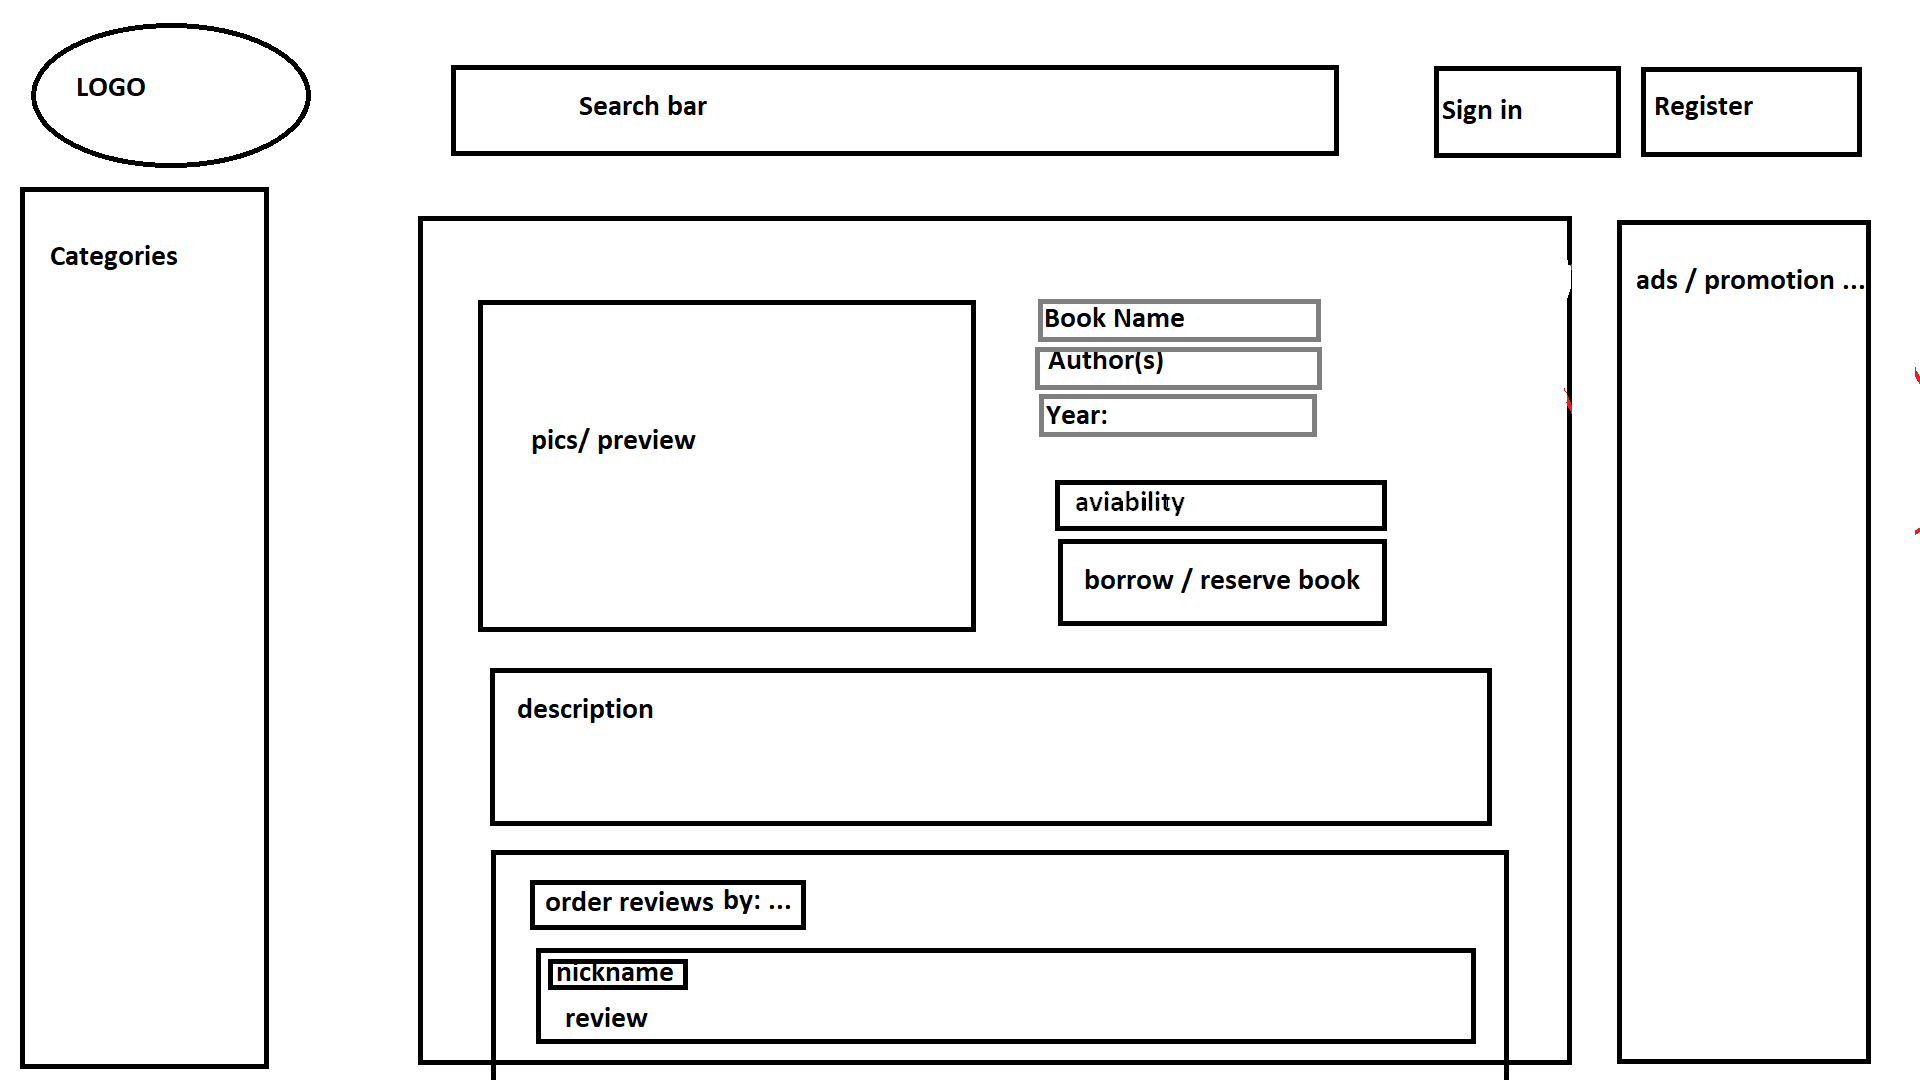 LOGO
Search bar
Sign in
Register
Categories
ads / promotion ...
Book Name
Author(s)
Year:
pics/ preview
aviability
borrow / reserve book
description
order reviews by: ...
nickname
review